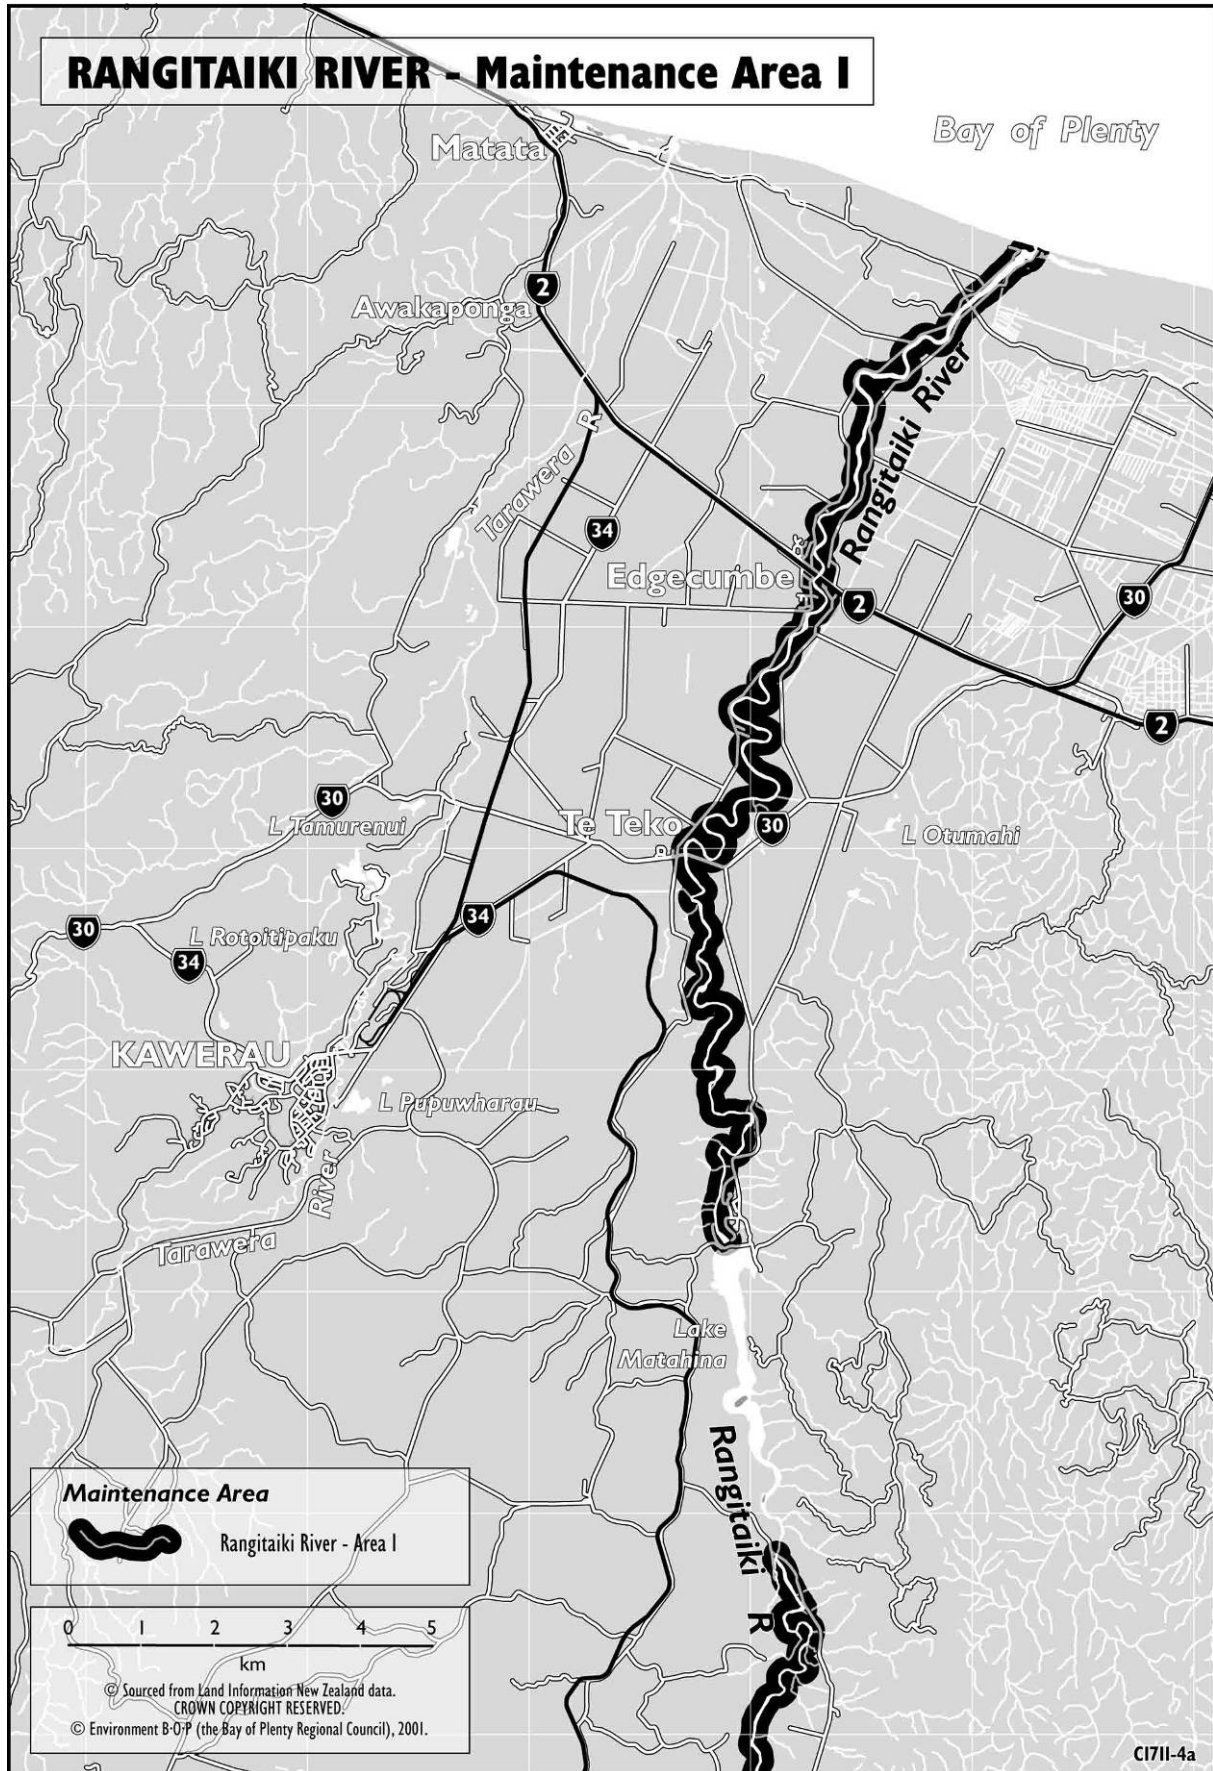 RANGITAIKI RIVER - Maintenance Area I
Bay of Plenty
Matata
2
Awakaponga
Rangitaiki River
Tarawera R
34
Edgecumbe
2
30
2
30
L Tamurenui
Te Teko
30
L Otumahi
34
30
L Rotoitipaku
34
KAWERAU
L Pupuwharau
River
Tarawera
Lake
Matahina
Rangitaiki R
Maintenance Area
Rangitaiki River - Area I
0 1 2 3 4 5
km
© Sourced from Land Information New Zealand data.
CROWN COPYRIGHT RESERVED.
© Environment B·O·P (the Bay of Plenty Regional Council), 2001.
CI7II-4a